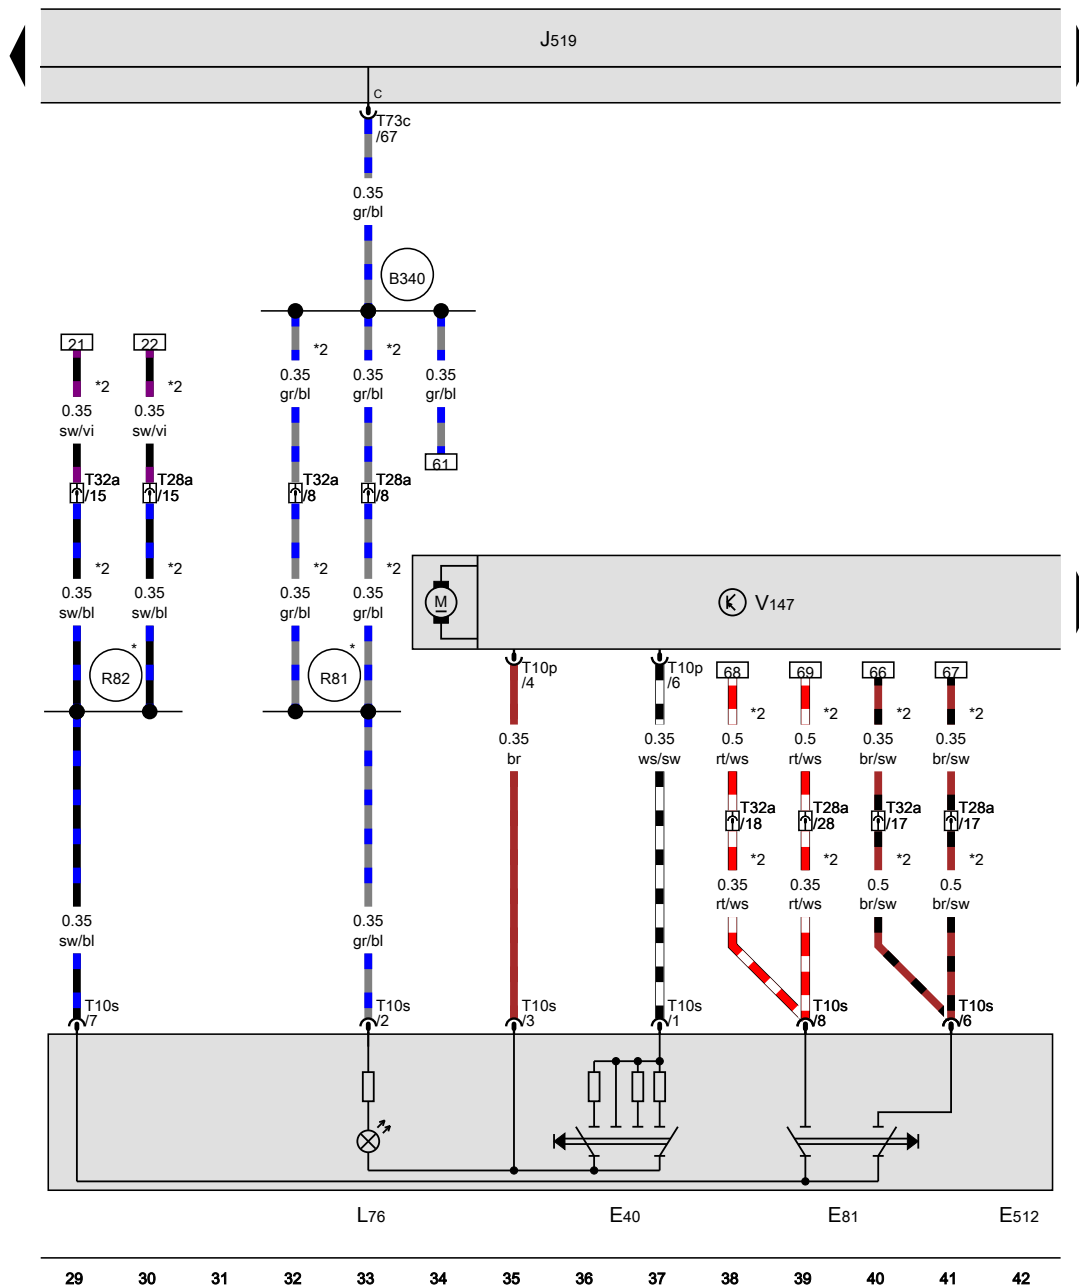 J519
C
T73c
/67
0.35
gr/bl
B340
21 22
*2 *2 *2 *2
0.35 0.35 0.35
gr/bl gr/bl gr/bl
0.35 0.35
sw/vi sw/vi
61
T32a T28a T32a T28a
/15 /15 /8 /8
*2 *2 *2 *2
0.35 0.35 0.35 0.35
sw/bl sw/bl gr/bl gr/bl
M V147
* *
R82 R81
T10p T10p
/4 /6
68 69 66 67
*2 *2 *2 *2
0.35 0.35 0.5 0.5 0.35 0.35
br ws/sw rt/ws rt/ws br/sw br/sw
T32a T28a T32a T28a
/18 /28 /17 /17
*2 *2 *2 *2
0.35 0.35 0.5 0.5
rt/ws rt/ws br/sw br/sw
0.35 0.35
sw/bl gr/bl
T10s T10s T10s T10s T10s T10s
/7 /2 /3 /1 /8 /6
L76 E40 E81 E512
29 30 31 32 33 34 35 36 37 38 39 40 41 42